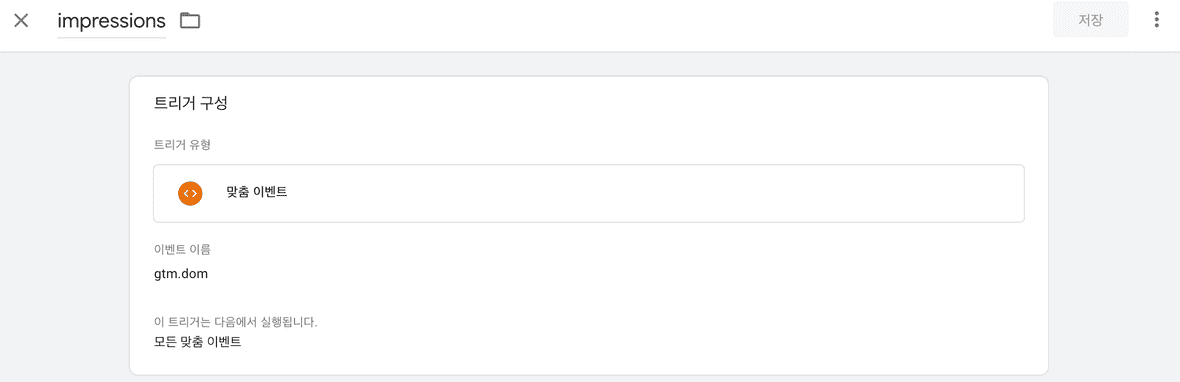 impressions
저장
트리거 구성
트리거 유형
맞춤 이벤트
이벤트 이름
gtm.dom
이 트리거는 다음에서 실행됩니다.
모든 맞춤 이벤트